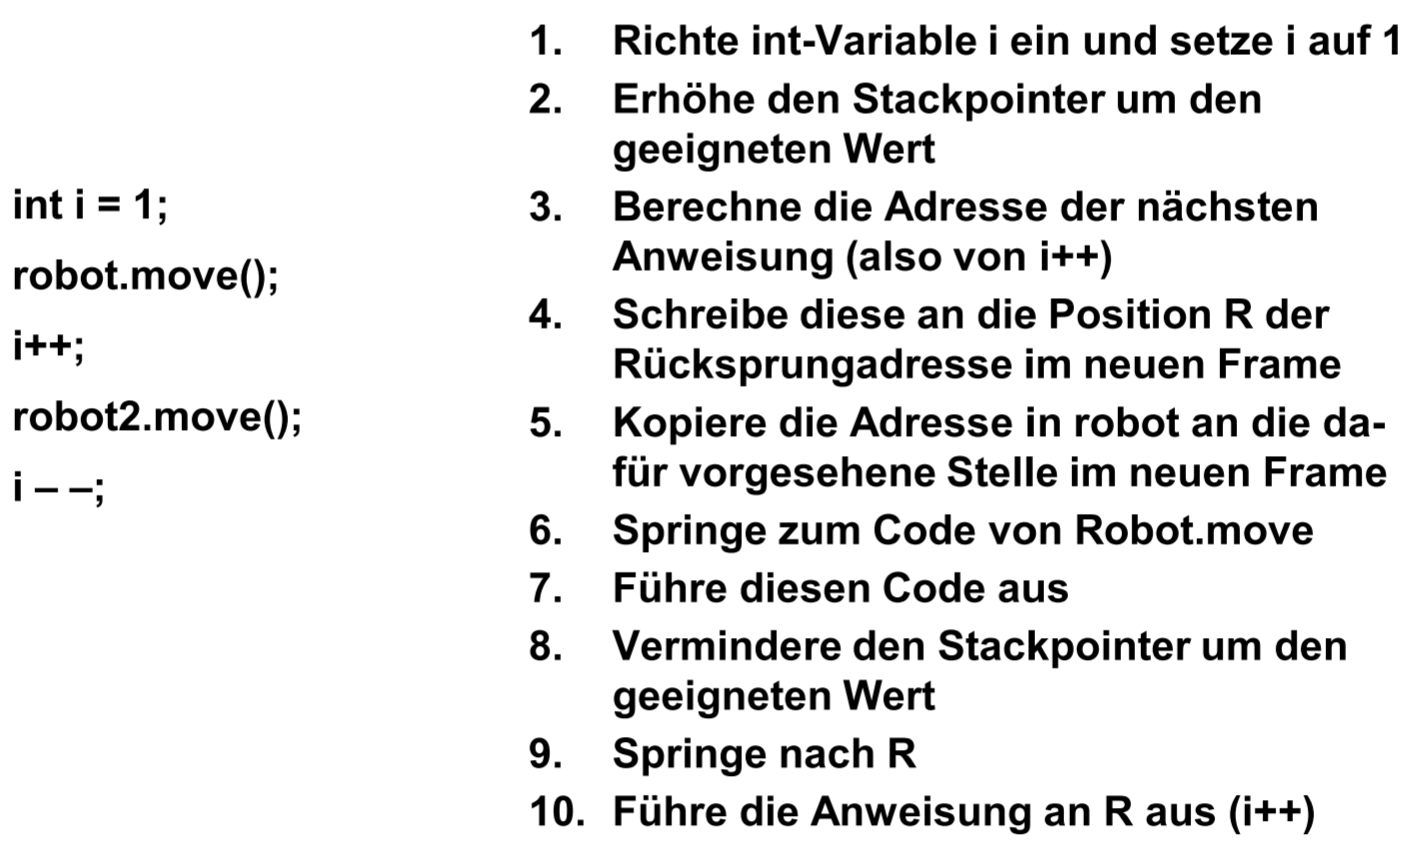 int i = 1;
robot.move();
i++;
robot2.move();
i – –;
1. Richte int-Variable i ein und setze i auf 1
2. Erhöhe den Stackpointer um den
geeigneten Wert
3. Berechne die Adresse der nächsten
Anweisung (also von i++)
4. Schreibe diese an die Position R der
Rücksprungadresse im neuen Frame
5. Kopiere die Adresse in robot an die da-
für vorgesehene Stelle im neuen Frame
6. Springe zum Code von Robot.move
7. Führe diesen Code aus
8. Vermindere den Stackpointer um den
geeigneten Wert
9. Springe nach R
10. Führe die Anweisung an R aus (i++)